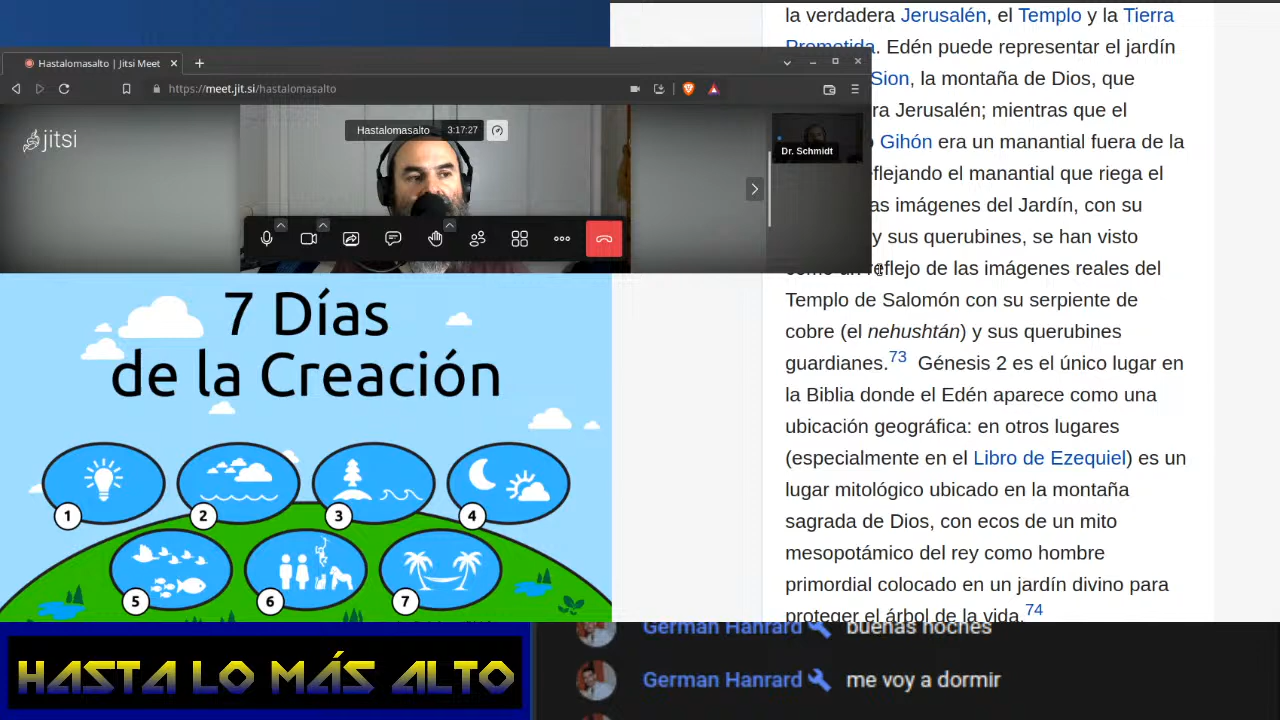 Hastalomasalto | Jitsi Meet
https://meet.jit.si/hastalomasalto
jitsi
Hastalomasalto 3:17:27
Dr. Schmidt
la verdadera Jerusalén, el Templo y la Tierra
Prometida. Edén puede representar el jardín
Sion, la montaña de Dios, que
ra Jerusalén; mientras que el
Gihón era un manantial fuera de la
eflejando el manantial que riega el
as imágenes del Jardín, con su
y sus querubines, se han visto
como un reflejo de las imágenes reales del
Templo de Salomón con su serpiente de
cobre (el nehushtán) y sus querubines
guardianes.73 Génesis 2 es el único lugar en
la Biblia donde el Edén aparece como una
ubicación geográfica: en otros lugares
(especialmente en el Libro de Ezequiel) es un
lugar mitológico ubicado en la montaña
sagrada de Dios, con ecos de un mito
mesopotámico del rey como hombre
primordial colocado en un jardín divino para
proteger el árbol de la vida.74
7 Días
de la Creación
1
2
3
4
5
6
7
HASTA LO MÁS ALTO
German Hanrard buenas noches
German Hanrard me voy a dormir